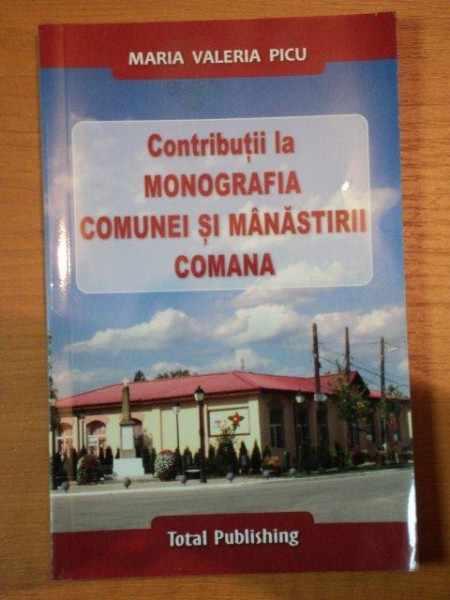 MARIA VALERIA PICU
Contribuții la
MONOGRAFIA
COMUNEI ȘI MÂNĂSTIRII
COMANA
Total Publishing